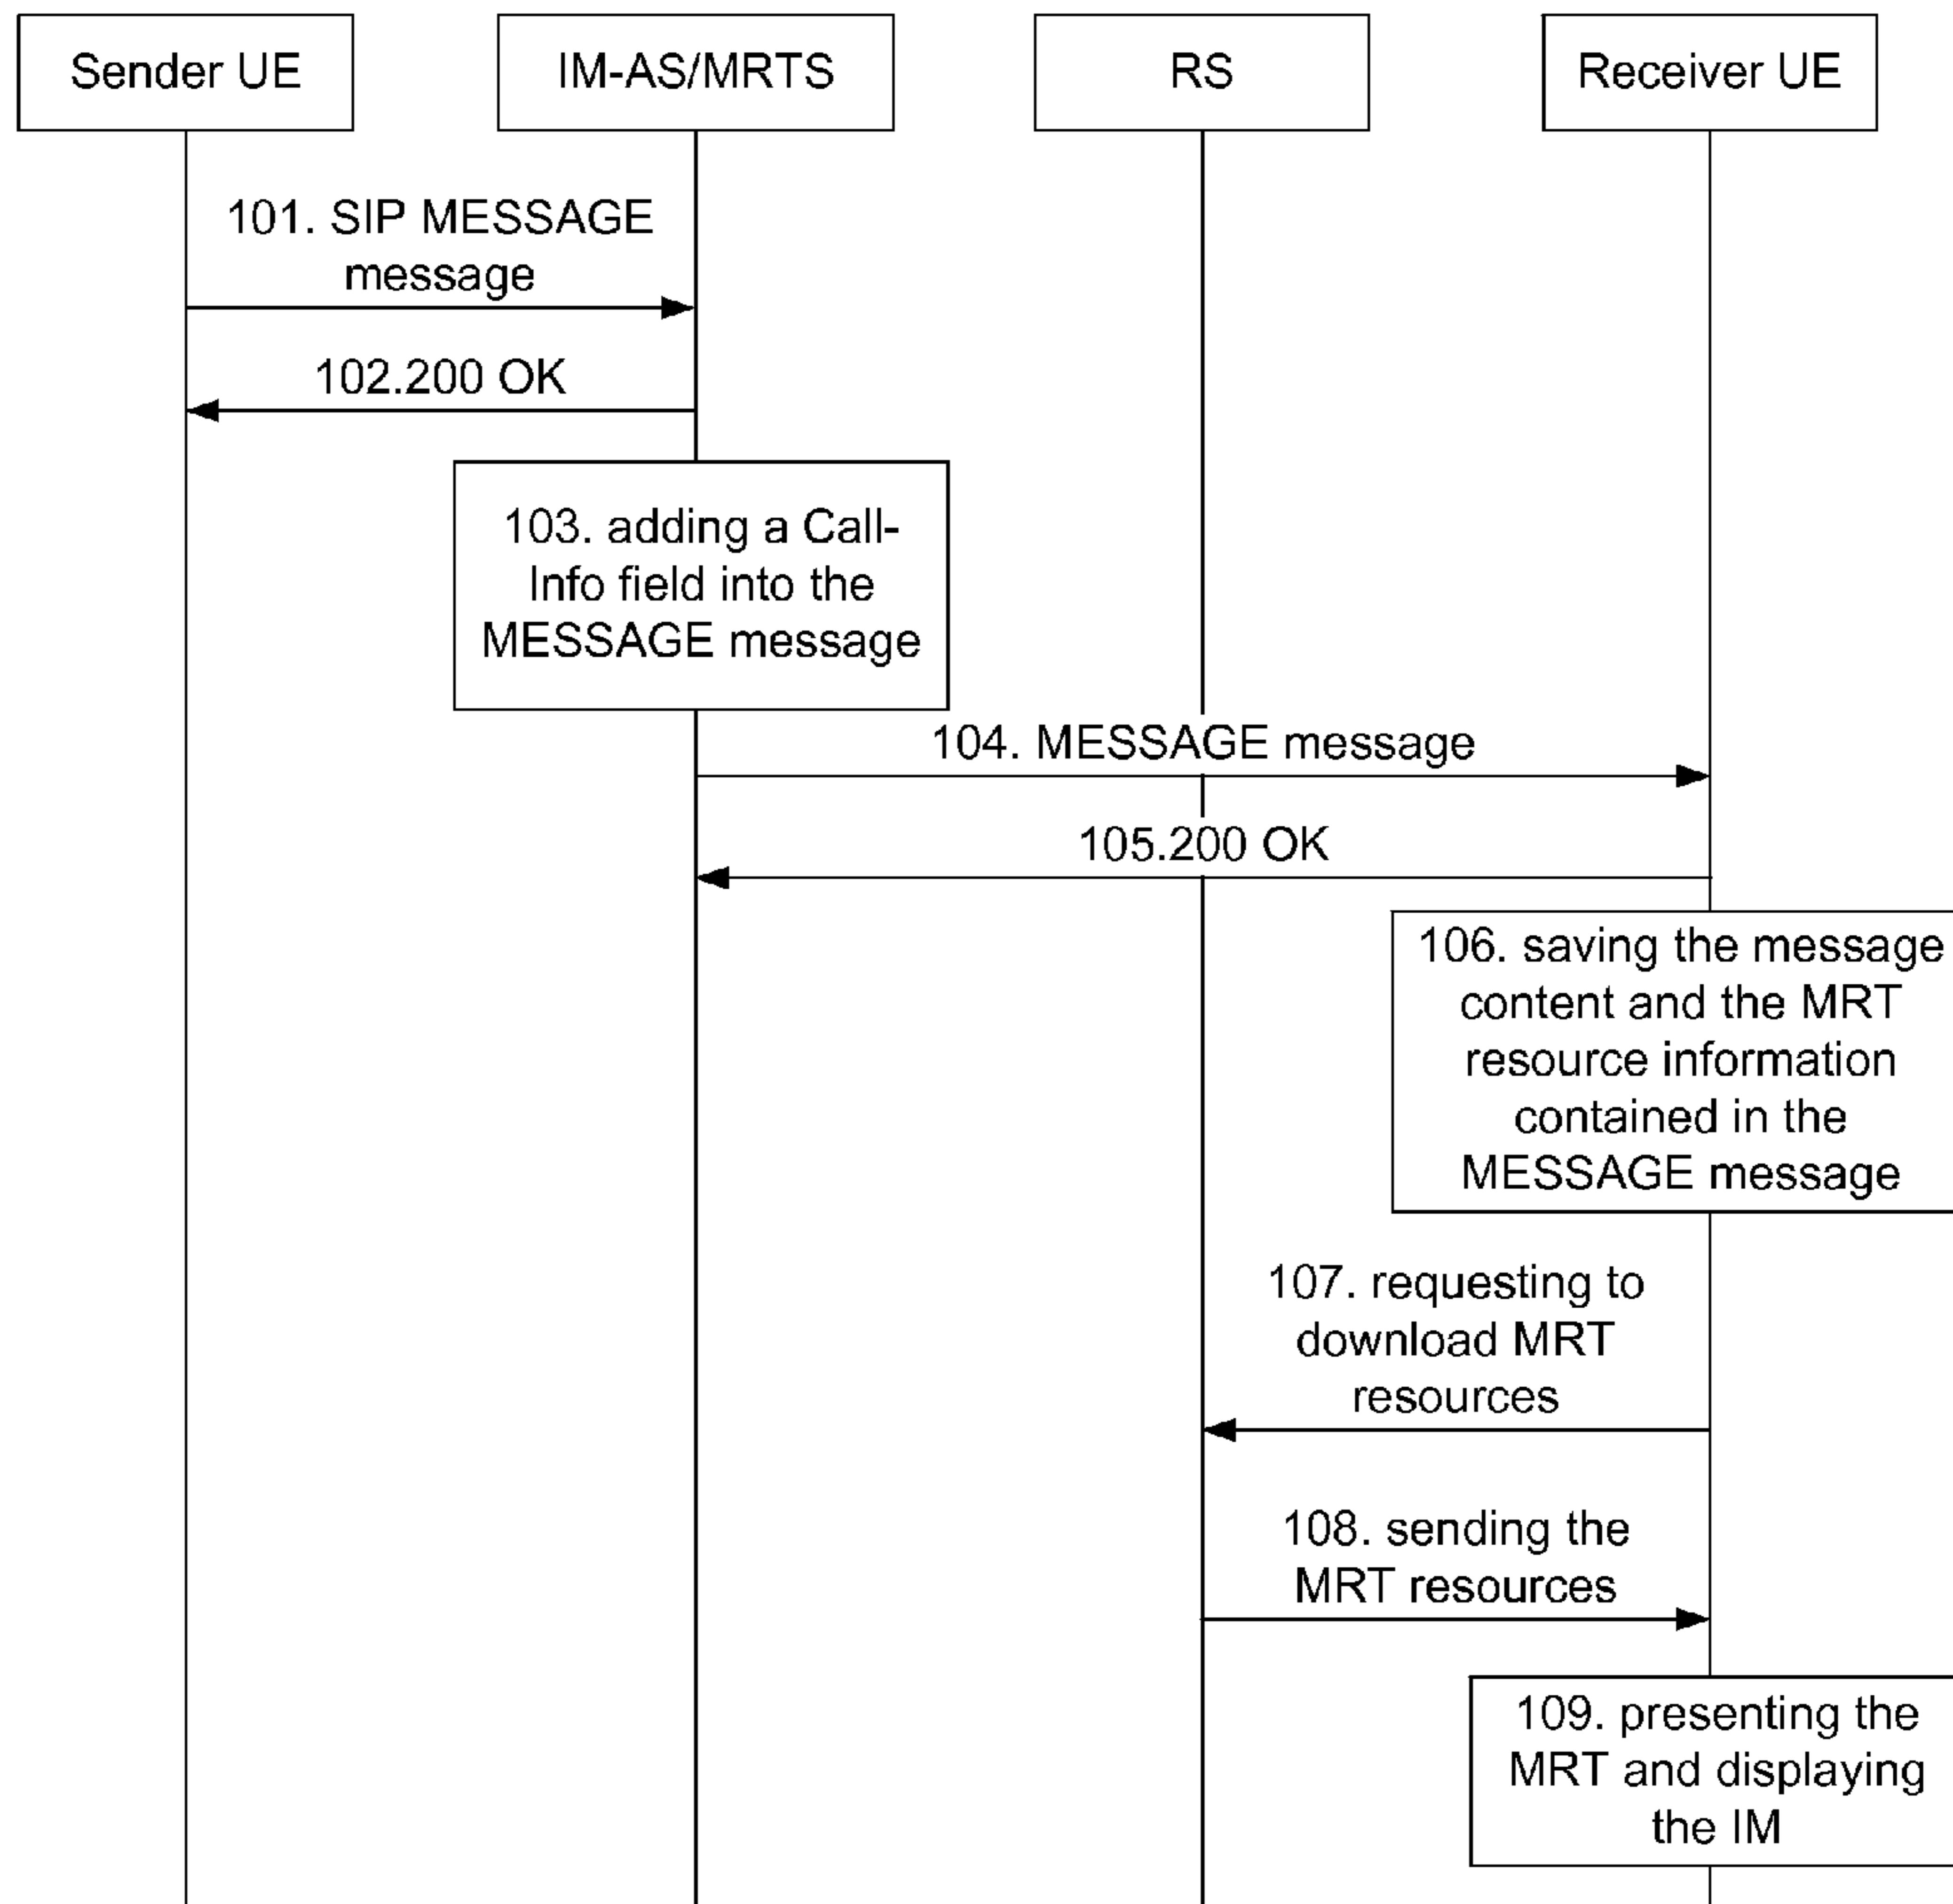 Sender UE
IM-AS/MRTS
RS
Receiver UE
101. SIP MESSAGE
message
102.200 OK
103. adding a Call-
Info field into the
MESSAGE message
104. MESSAGE message
105.200 OK
106. saving the message
content and the MRT
resource information
contained in the
MESSAGE message
107. requesting to
download MRT
resources
108. sending the
MRT resources
109. presenting the
MRT and displaying
the IM